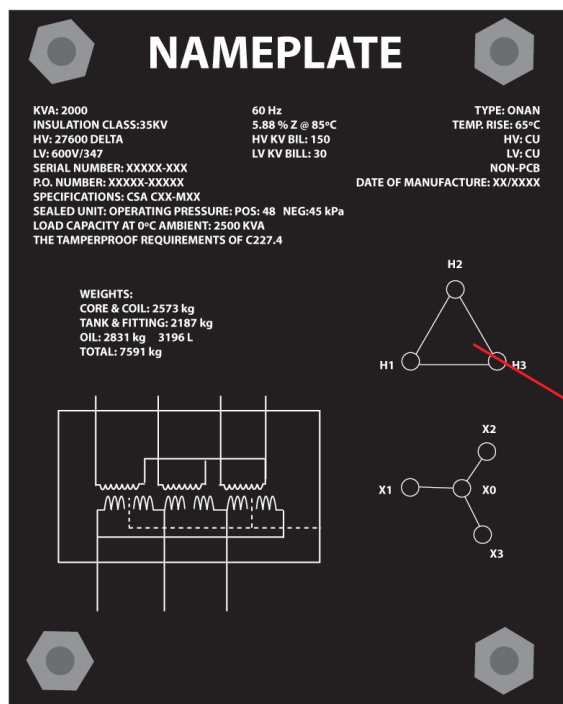 NAMEPLATE
KVA: 2000 60 Hz TYPE: ONAN
INSULATION CLASS:35KV 5.88 % Z @ 85ºC TEMP. RISE: 65ºC
HV: 27600 DELTA HV KV BIL: 150 HV: CU
LV: 600V/347 LV KV BILL: 30 LV: CU
SERIAL NUMBER: XXXXX-XXX NON-PCB
P.O. NUMBER: XXXXX-XXXXX DATE OF MANUFACTURE: XX/XXXX
SPECIFICATIONS: CSA CXX-MXX
SEALED UNIT: OPERATING PRESSURE: POS: 48 NEG:45 kPa
LOAD CAPACITY AT 0ºC AMBIENT: 2500 KVA
THE TAMPERPROOF REQUIREMENTS OF C227.4
WEIGHTS:
CORE & COIL: 2573 kg
TANK & FITTING: 2187 kg
OIL: 2831 kg 3196 L
TOTAL: 7591 kg
H2
H1 H3
X2
X1 X0
X3